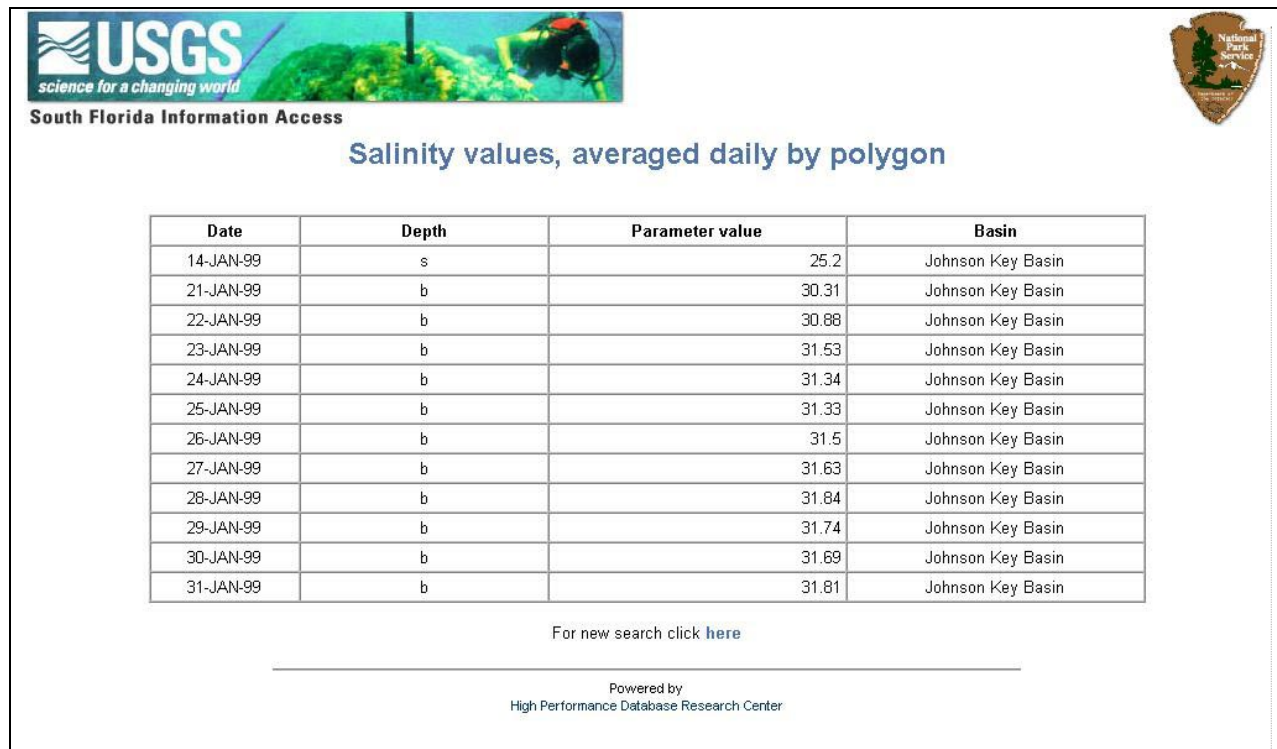 USGS
science for a changing world
National
Park
Service
South Florida Information Access
Salinity values, averaged daily by polygon
Date Depth Parameter value Basin
14-JAN-99 s 25.2 Johnson Key Basin
21-JAN-99 b 30.31 Johnson Key Basin
22-JAN-99 b 30.88 Johnson Key Basin
23-JAN-99 b 31.53 Johnson Key Basin
24-JAN-99 b 31.34 Johnson Key Basin
25-JAN-99 b 31.33 Johnson Key Basin
26-JAN-99 b 31.5 Johnson Key Basin
27-JAN-99 b 31.63 Johnson Key Basin
28-JAN-99 b 31.84 Johnson Key Basin
29-JAN-99 b 31.74 Johnson Key Basin
30-JAN-99 b 31.69 Johnson Key Basin
31-JAN-99 b 31.81 Johnson Key Basin
For new search click here
Powered by
High Performance Database Research Center